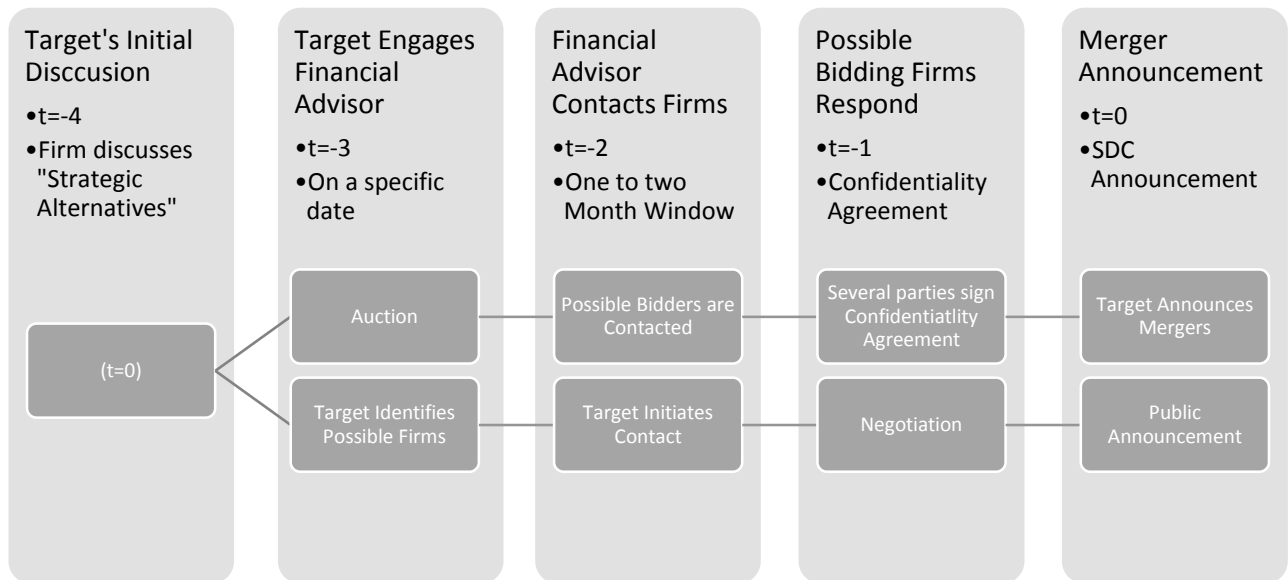 Target's Initial
Disccusion
•t=-4
•Firm discusses
"Strategic
Alternatives"
(t=0)
Target Engages
Financial
Advisor
•t=-3
•On a specific
date
Auction
Target Identifies
Possible Firms
Financial
Advisor
Contacts Firms
•t=-2
•One to two
Month Window
Possible Bidders are
Contacted
Target Initiates
Contact
Possible
Bidding Firms
Respond
•t=-1
•Confidentiality
Agreement
Several parties sign
Confidentiatlity
Agreement
Negotiation
Merger
Announcement
•t=0
•SDC
Announcement
Target Announces
Mergers
Public
Announcement